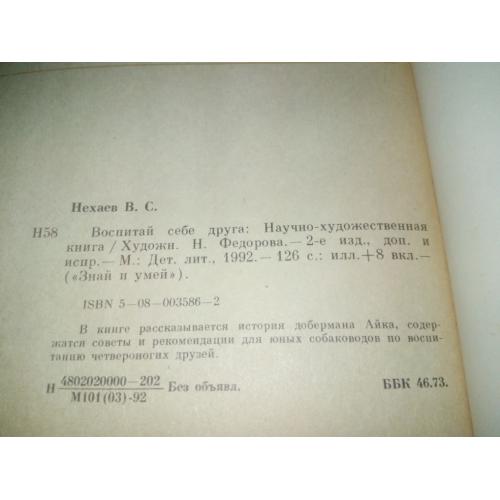 Нехаев В. С.
Н58 Воспитай себе друга: Научно-художественная
книга / Художн. Н. Федорова.— 2-е изд., доп. и
испр.— М.: Дет. лит., 1992.— 126 с.: илл.+8 вкл.—
(«Знай и умей»).
ISBN 5—08—003586—2
В книге рассказывается история добермана Айка, содер-
жатся советы и рекомендации для юных собаководов по воспи-
танию четвероногих друзей.
Н 4802020000—202 Без объявл. ББК 46.73.
М101(03)-92